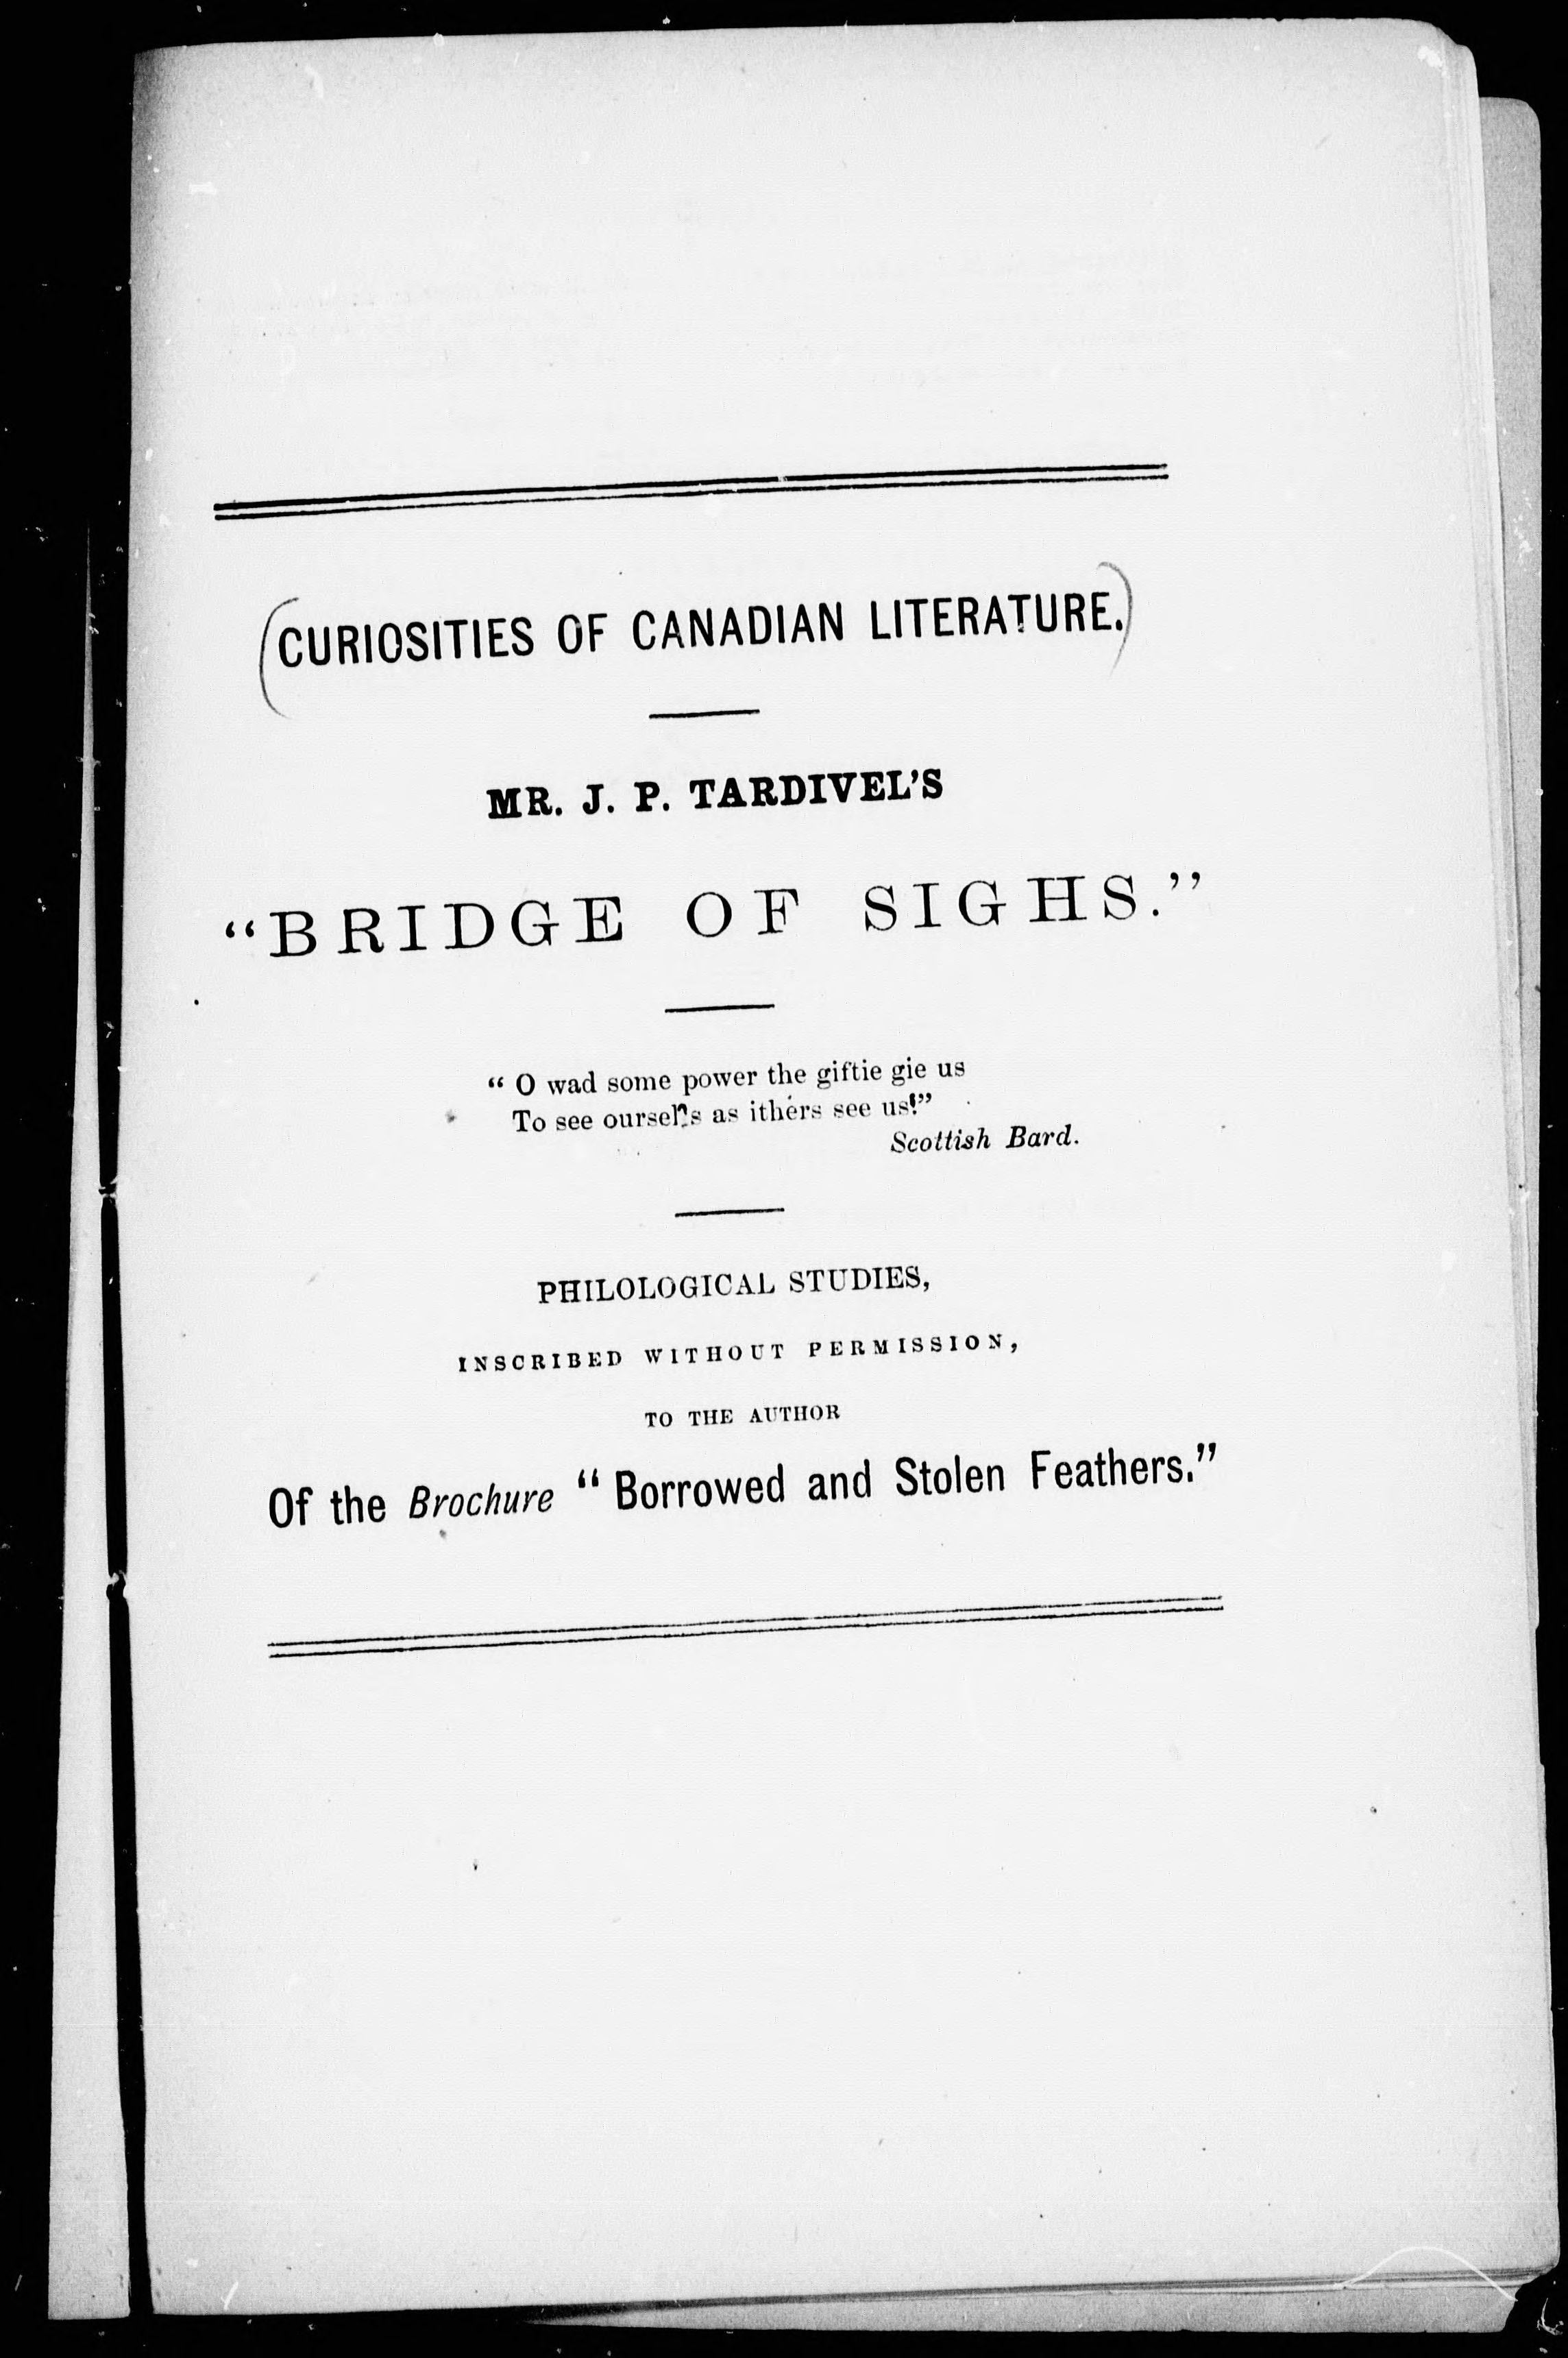 (CURIOSITIES OF CANADIAN LITERATURE.)
MR. J. P. TARDIVEL'S
"BRIDGE OF SIGHS."
" O wad some power the giftie gie us
To see oursel's as ithers see us!"
Scottish Bard.
PHILOLOGICAL STUDIES,
INSCRIBED WITHOUT PERMISSION,
TO THE AUTHOR
Of the Brochure " Borrowed and Stolen Feathers."